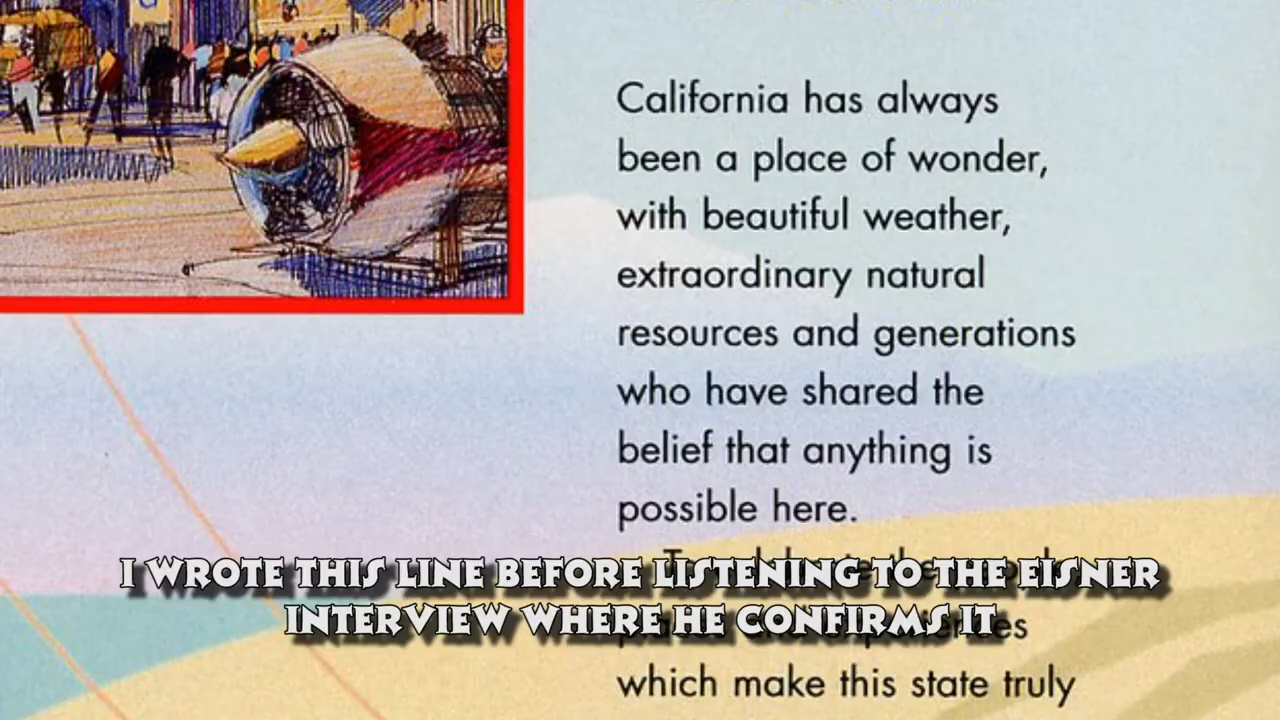 California has always
been a place of wonder,
with beautiful weather,
extraordinary natural
resources and generations
who have shared the
belief that anything is
possible here.
I WROTE THIS LINE BEFORE LISTENING TO THE EISNER
INTERVIEW WHERE HE CONFIRMS IT
which make this state truly